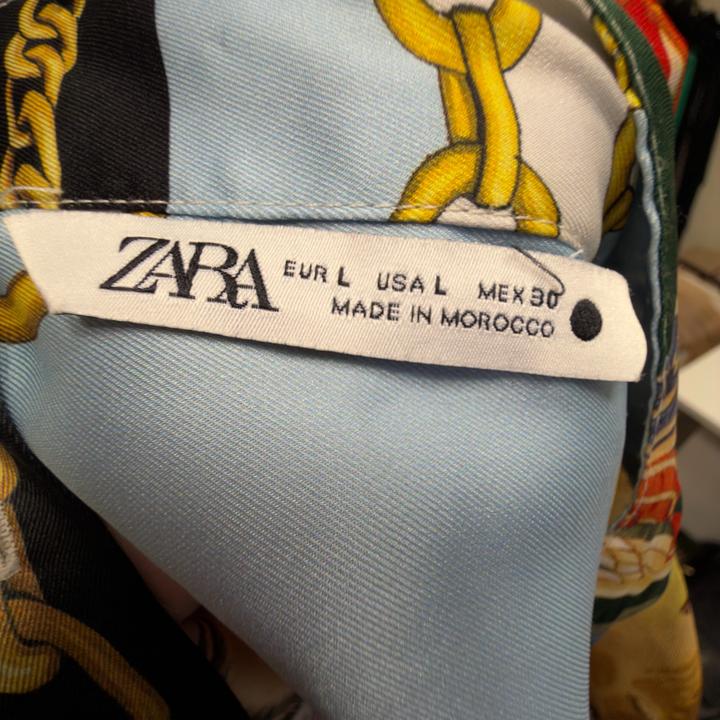 ZARA
EUR L USA L MEX 30
MADE IN MOROCCO